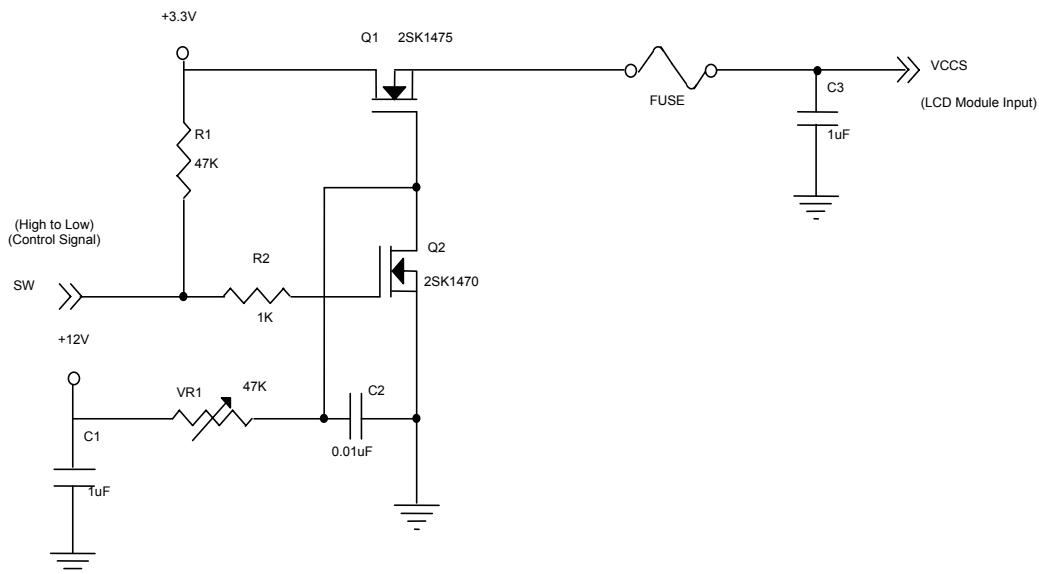 +3.3V
Q1 2SK1475
VCCS
FUSE
C3
(LCD Module Input)
1uF
R1
47K
(High to Low)
(Control Signal)
Q2
R2
2SK1470
SW
1K
+12V
VR1
47K
C2
C1
0.01uF
1uF